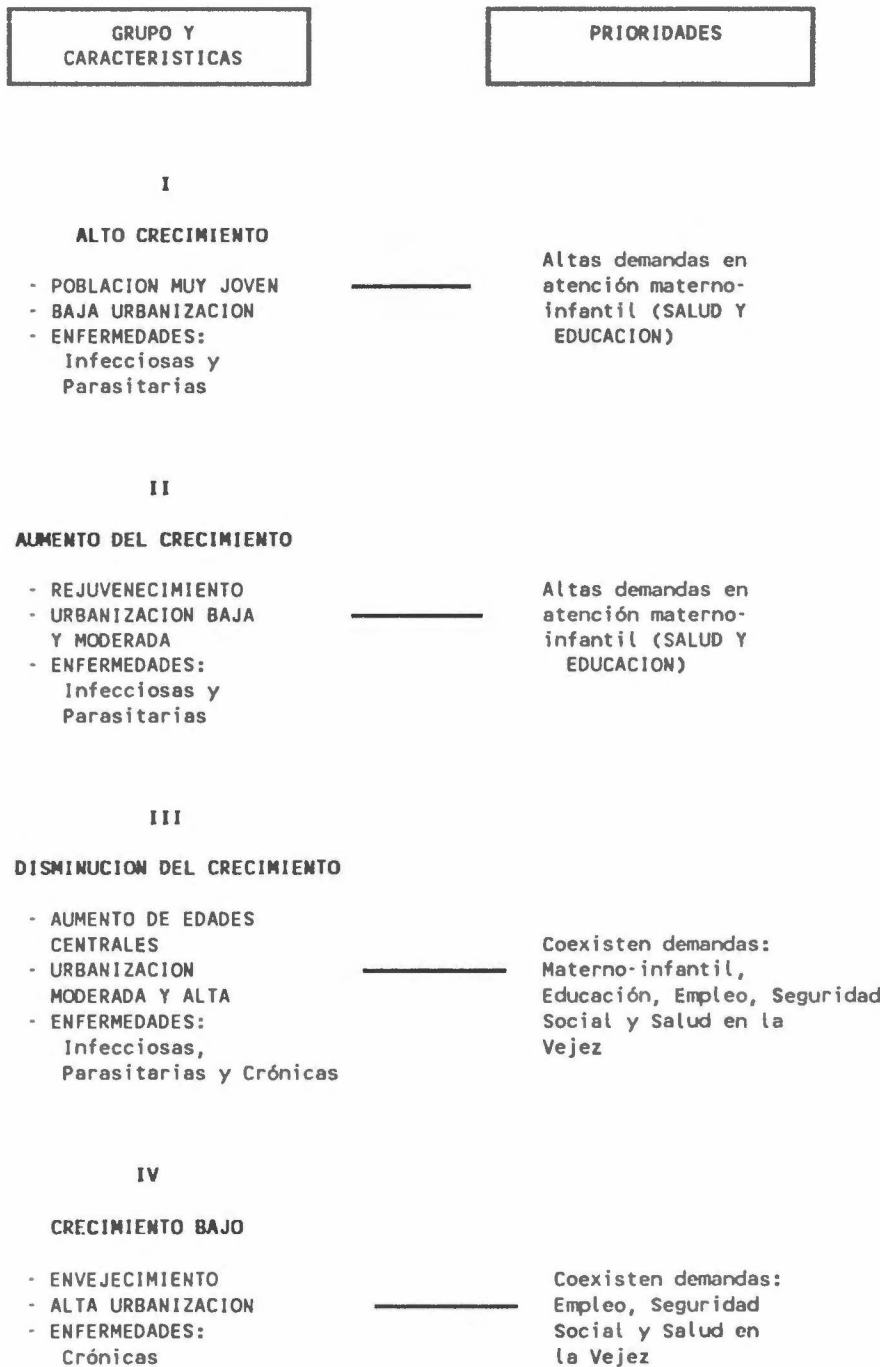 GRUPO Y
CARACTERISTICAS
PRIORIDADES
I
ALTO CRECIMIENTO
- POBLACION MUY JOVEN
- BAJA URBANIZACION
- ENFERMEDADES:
Infecciosas y
Parasitarias
Altas demandas en
atención materno-
infantil (SALUD Y
EDUCACION)
II
AUMENTO DEL CRECIMIENTO
- REJUVENECIMIENTO
- URBANIZACION BAJA
Y MODERADA
- ENFERMEDADES:
Infecciosas y
Parasitarias
Altas demandas en
atención materno-
infantil (SALUD Y
EDUCACION)
III
DISMINUCION DEL CRECIMIENTO
- AUMENTO DE EDADES
CENTRALES
- URBANIZACION
MODERADA Y ALTA
- ENFERMEDADES:
Infecciosas,
Parasitarias y Crónicas
Coexisten demandas:
Materno-infantil,
Educación, Empleo, Seguridad
Social y Salud en la
Vejez
IV
CRECIMIENTO BAJO
- ENVEJECIMIENTO
- ALTA URBANIZACION
- ENFERMEDADES:
Crónicas
Coexisten demandas:
Empleo, Seguridad
Social y Salud en
la Vejez